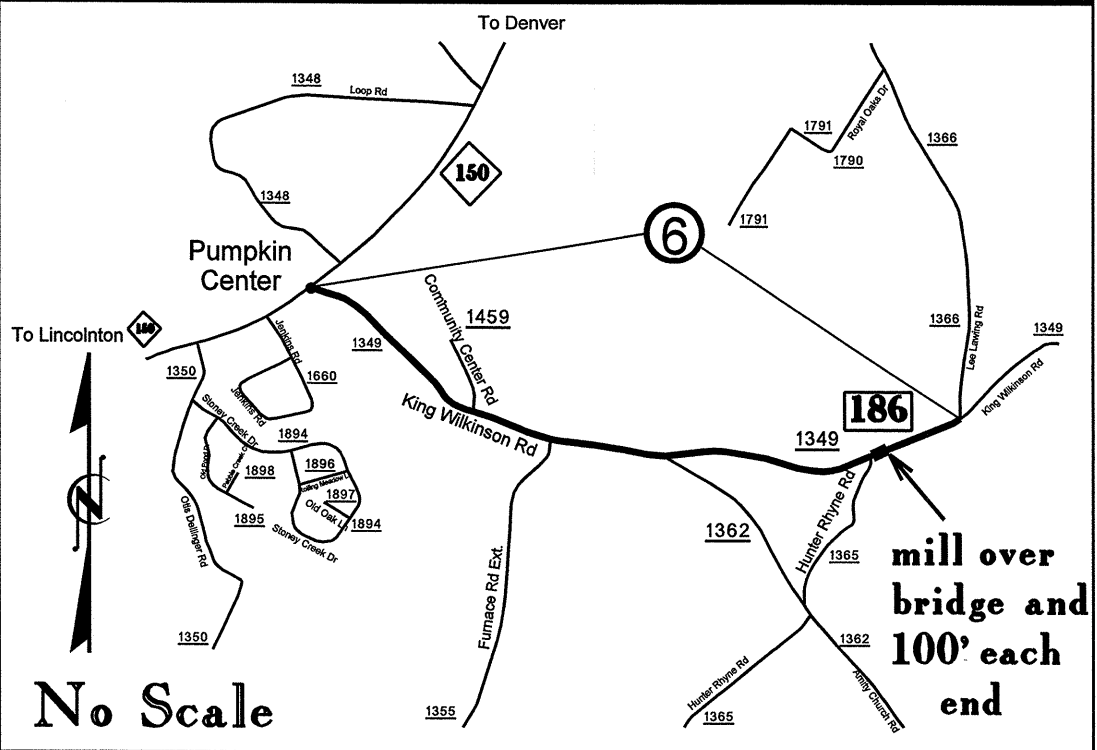 To Denver
1348
Loop Rd
1791
Royal Oaks Dr
1790
1366
150
1348
1791
6
Pumpkin
Center
Community Center Rd
1459
To Lincolnton
150
Jenkins Rd
1349
1366
Lee Lawing Rd
1349
King Wilkinson Rd
1350
1660
Jenkins Rd
Stoney Creek Dr
King Wilkinson Rd
186
1349
1894
Pebble Creek
1898
1896
1897
Old Oak Ln
1894
1895
Stoney Creek Dr
N
Otis Dellinger Rd
1362
Hunter Rhyne Rd
1365
mill over
bridge and
100' each
end
Furnace Rd Ext.
1350
1362
Hunter Rhyne Rd
Amity Church Rd
1355
1365
No Scale